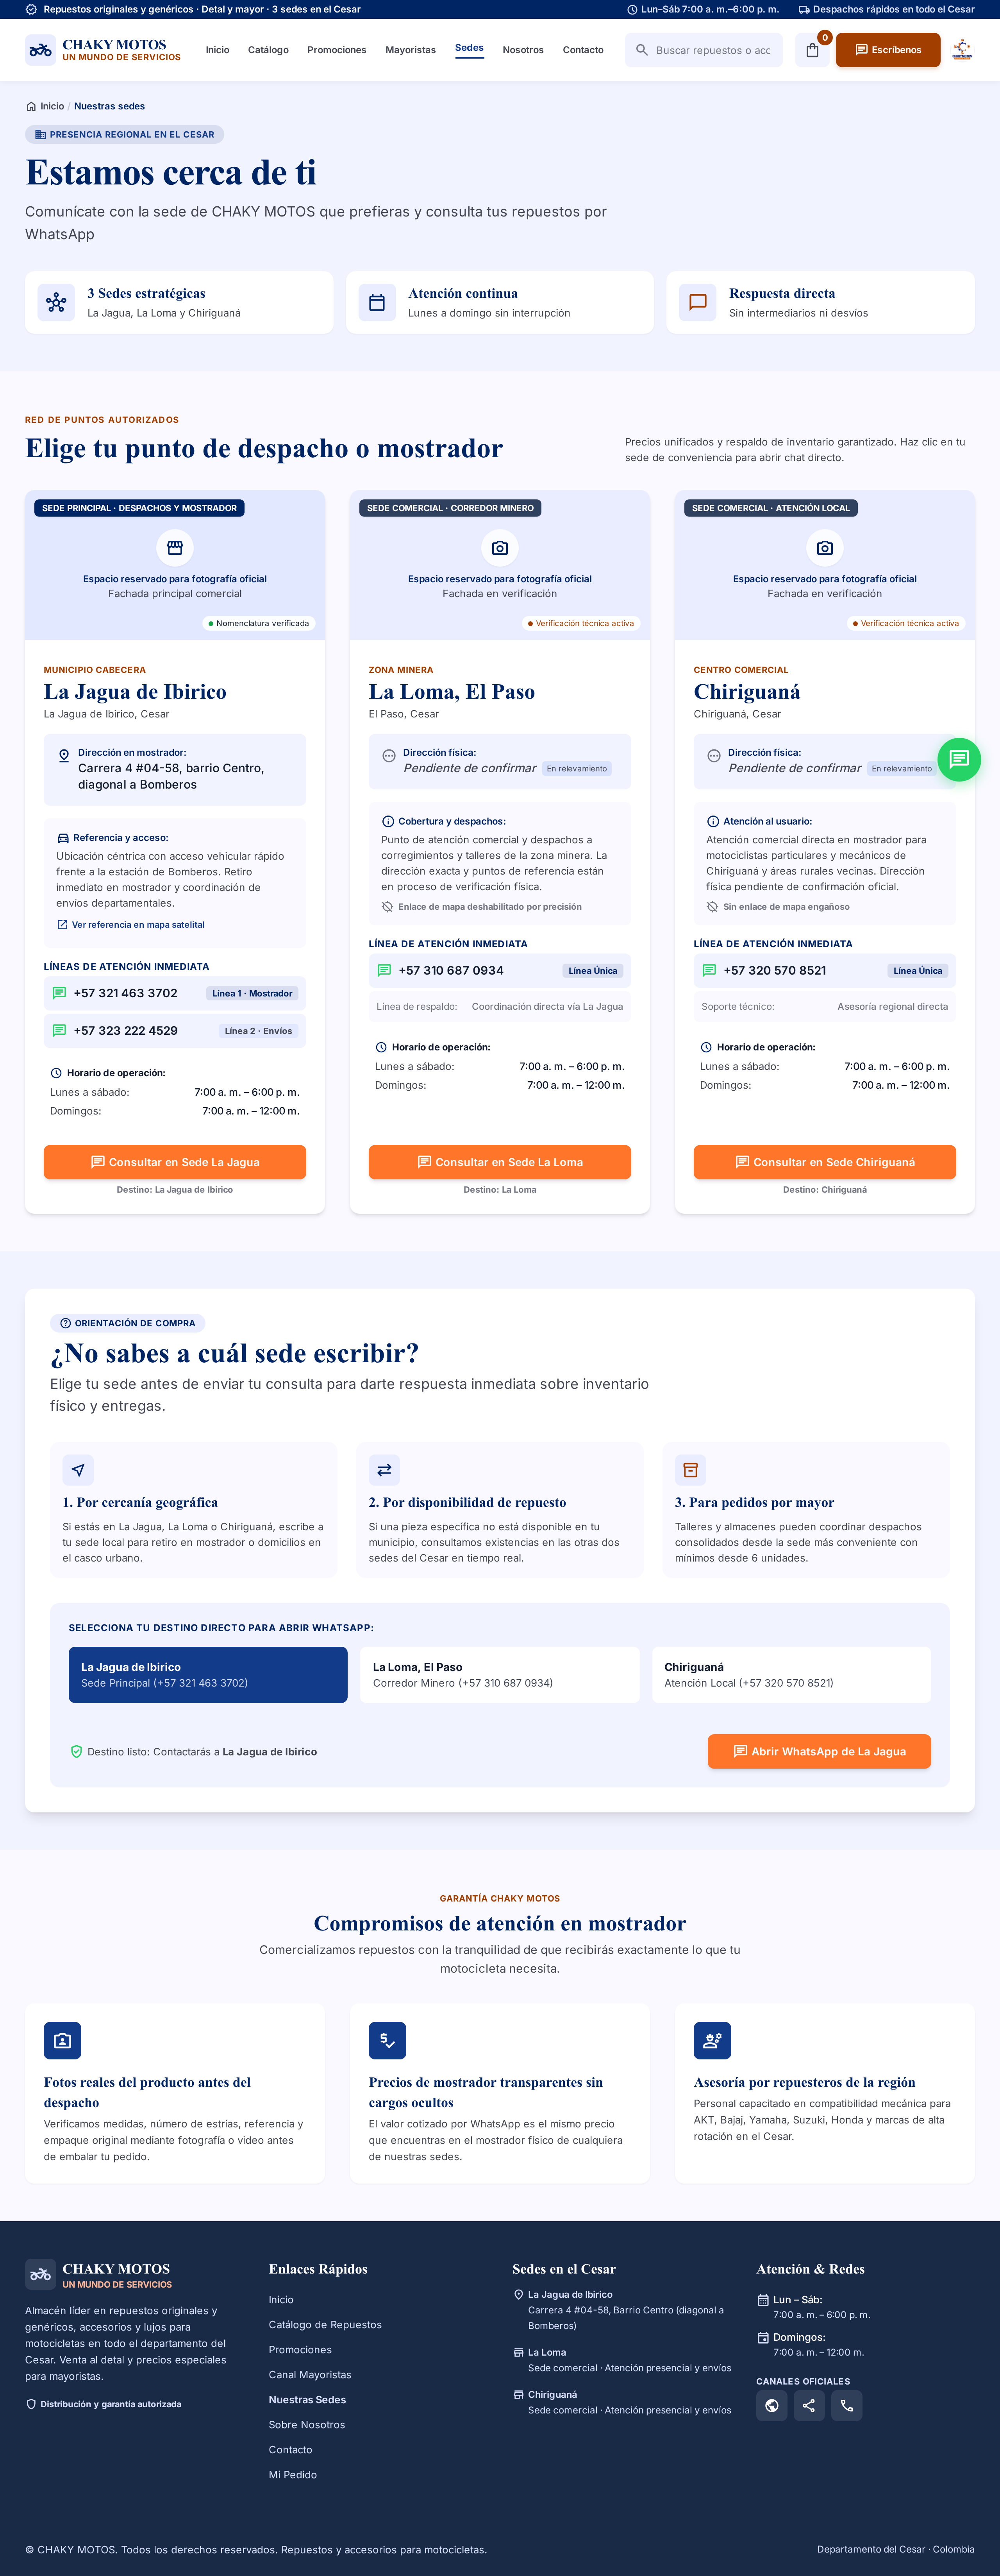 Repuestos originales y genéricos · Detal y mayor · 3 sedes en el Cesar
Lun–Sáb 7:00 a. m.–6:00 p. m.
Despachos rápidos en todo el Cesar
CHAKY MOTOS
UN MUNDO DE SERVICIOS
Inicio
Catálogo
Promociones
Mayoristas
Sedes
Nosotros
Contacto
Buscar repuestos o acc
0
Escríbenos
Inicio / Nuestras sedes
PRESENCIA REGIONAL EN EL CESAR
Estamos cerca de ti
Comunícate con la sede de CHAKY MOTOS que prefieras y consulta tus repuestos por
WhatsApp
3 Sedes estratégicas
La Jagua, La Loma y Chiriguaná
Atención continua
Lunes a domingo sin interrupción
Respuesta directa
Sin intermediarios ni desvíos
RED DE PUNTOS AUTORIZADOS
Elige tu punto de despacho o mostrador
Precios unificados y respaldo de inventario garantizado. Haz clic en tu
sede de conveniencia para abrir chat directo.
SEDE PRINCIPAL · DESPACHOS Y MOSTRADOR
Espacio reservado para fotografía oficial
Fachada principal comercial
Nomenclatura verificada
MUNICIPIO CABECERA
La Jagua de Ibirico
La Jagua de Ibirico, Cesar
Dirección en mostrador:
Carrera 4 #04-58, barrio Centro,
diagonal a Bomberos
Referencia y acceso:
Ubicación céntrica con acceso vehicular rápido
frente a la estación de Bomberos. Retiro
inmediato en mostrador y coordinación de
envíos departamentales.
Ver referencia en mapa satelital
LÍNEAS DE ATENCIÓN INMEDIATA
+57 321 463 3702
Línea 1 · Mostrador
+57 323 222 4529
Línea 2 · Envíos
Horario de operación:
Lunes a sábado: 7:00 a. m. – 6:00 p. m.
Domingos: 7:00 a. m. – 12:00 m.
Consultar en Sede La Jagua
Destino: La Jagua de Ibirico
SEDE COMERCIAL · CORREDOR MINERO
Espacio reservado para fotografía oficial
Fachada en verificación
Verificación técnica activa
ZONA MINERA
La Loma, El Paso
El Paso, Cesar
Dirección física:
Pendiente de confirmar En relevamiento
Cobertura y despachos:
Punto de atención comercial y despachos a
corregimientos y talleres de la zona minera. La
dirección exacta y puntos de referencia están
en proceso de verificación física.
Enlace de mapa deshabilitado por precisión
LÍNEA DE ATENCIÓN INMEDIATA
+57 310 687 0934
Línea Única
Línea de respaldo: Coordinación directa vía La Jagua
Horario de operación:
Lunes a sábado: 7:00 a. m. – 6:00 p. m.
Domingos: 7:00 a. m. – 12:00 m.
Consultar en Sede La Loma
Destino: La Loma
SEDE COMERCIAL · ATENCIÓN LOCAL
Espacio reservado para fotografía oficial
Fachada en verificación
Verificación técnica activa
CENTRO COMERCIAL
Chiriguaná
Chiriguaná, Cesar
Dirección física:
Pendiente de confirmar En relevamiento
Atención al usuario:
Atención comercial directa en mostrador para
motociclistas particulares y mecánicos de
Chiriguaná y áreas rurales vecinas. Dirección
física pendiente de confirmación oficial.
Sin enlace de mapa engañoso
LÍNEA DE ATENCIÓN INMEDIATA
+57 320 570 8521
Línea Única
Soporte técnico: Asesoría regional directa
Horario de operación:
Lunes a sábado: 7:00 a. m. – 6:00 p. m.
Domingos: 7:00 a. m. – 12:00 m.
Consultar en Sede Chiriguaná
Destino: Chiriguaná
ORIENTACIÓN DE COMPRA
¿No sabes a cuál sede escribir?
Elige tu sede antes de enviar tu consulta para darte respuesta inmediata sobre inventario
físico y entregas.
1. Por cercanía geográfica
Si estás en La Jagua, La Loma o Chiriguaná, escribe a
tu sede local para retiro en mostrador o domicilios en
el casco urbano.
2. Por disponibilidad de repuesto
Si una pieza específica no está disponible en tu
municipio, consultamos existencias en las otras dos
sedes del Cesar en tiempo real.
3. Para pedidos por mayor
Talleres y almacenes pueden coordinar despachos
consolidados desde la sede más conveniente con
mínimos desde 6 unidades.
SELECCIONA TU DESTINO DIRECTO PARA ABRIR WHATSAPP:
La Jagua de Ibirico
Sede Principal (+57 321 463 3702)
La Loma, El Paso
Corredor Minero (+57 310 687 0934)
Chiriguaná
Atención Local (+57 320 570 8521)
Destino listo: Contactarás a La Jagua de Ibirico
Abrir WhatsApp de La Jagua
GARANTÍA CHAKY MOTOS
Compromisos de atención en mostrador
Comercializamos repuestos con la tranquilidad de que recibirás exactamente lo que tu
motocicleta necesita.
Fotos reales del producto antes del
despacho
Verificamos medidas, número de estrías, referencia y
empaque original mediante fotografía o video antes
de embalar tu pedido.
Precios de mostrador transparentes sin
cargos ocultos
El valor cotizado por WhatsApp es el mismo precio
que encuentras en el mostrador físico de cualquiera
de nuestras sedes.
Asesoría por repuesteros de la región
Personal capacitado en compatibilidad mecánica para
AKT, Bajaj, Yamaha, Suzuki, Honda y marcas de alta
rotación en el Cesar.
CHAKY MOTOS
UN MUNDO DE SERVICIOS
Almacén líder en repuestos originales y
genéricos, accesorios y lujos para
motocicletas en todo el departamento del
Cesar. Venta al detal y precios especiales
para mayoristas.
Distribución y garantía autorizada
Enlaces Rápidos
Inicio
Catálogo de Repuestos
Promociones
Canal Mayoristas
Nuestras Sedes
Sobre Nosotros
Contacto
Mi Pedido
Sedes en el Cesar
La Jagua de Ibirico
Carrera 4 #04-58, Barrio Centro (diagonal a
Bomberos)
La Loma
Sede comercial · Atención presencial y envíos
Chiriguaná
Sede comercial · Atención presencial y envíos
Atención & Redes
Lun – Sáb:
7:00 a. m. – 6:00 p. m.
Domingos:
7:00 a. m. – 12:00 m.
CANALES OFICIALES
© CHAKY MOTOS. Todos los derechos reservados. Repuestos y accesorios para motocicletas.
Departamento del Cesar · Colombia